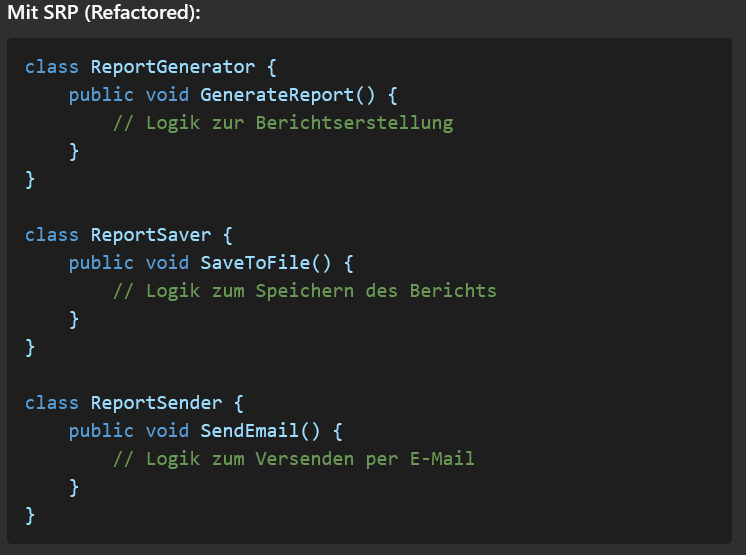 Mit SRP (Refactored):
class ReportGenerator {
    public void GenerateReport() {
        // Logik zur Berichtserstellung
    }
}
class ReportSaver {
    public void SaveToFile() {
        // Logik zum Speichern des Berichts
    }
}
class ReportSender {
    public void SendEmail() {
        // Logik zum Versenden per E-Mail
    }
}